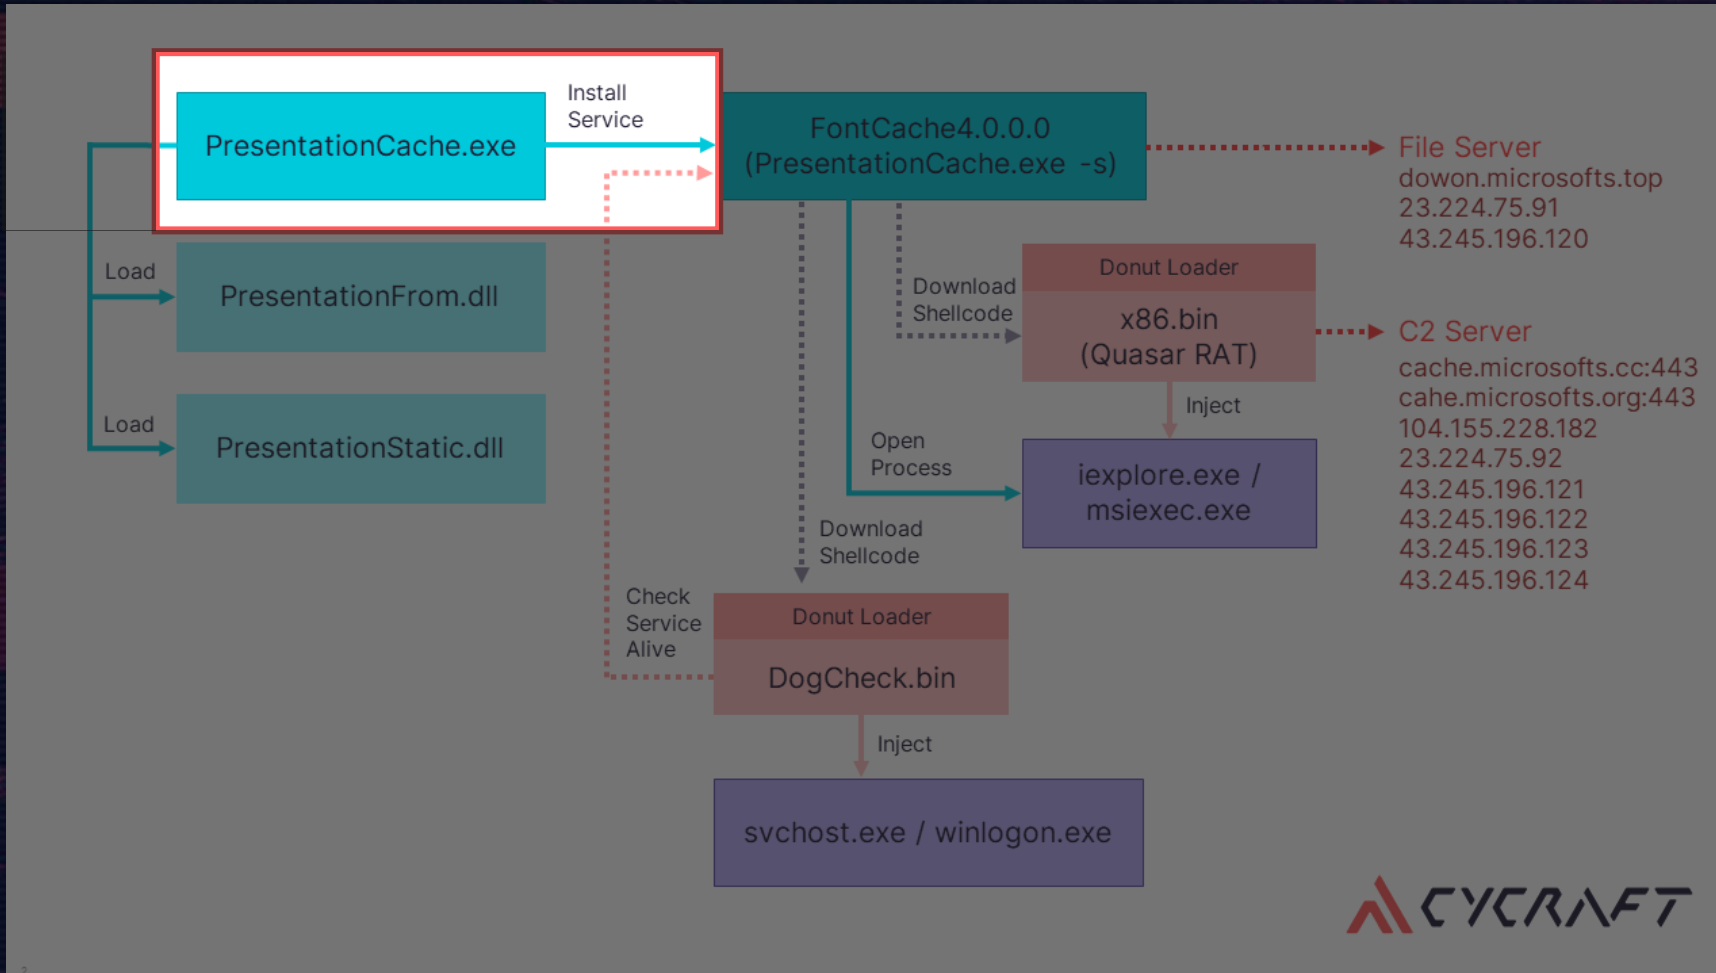 Install
Service
PresentationCache.exe
FontCache4.0.0.0
(PresentationCache.exe -s)
File Server
dowon.microsofts.top
23.224.75.91
43.245.196.120
Load
PresentationFrom.dll
Download
Shellcode
Donut Loader
x86.bin
(Quasar RAT)
C2 Server
cache.microsofts.cc:443
cahe.microsofts.org:443
104.155.228.182
23.224.75.92
43.245.196.121
43.245.196.122
43.245.196.123
43.245.196.124
Inject
Load
PresentationStatic.dll
Open
Process
iexplore.exe /
msiexec.exe
Download
Shellcode
Check
Service
Alive
Donut Loader
DogCheck.bin
Inject
svchost.exe / winlogon.exe
CYCRAFT
2